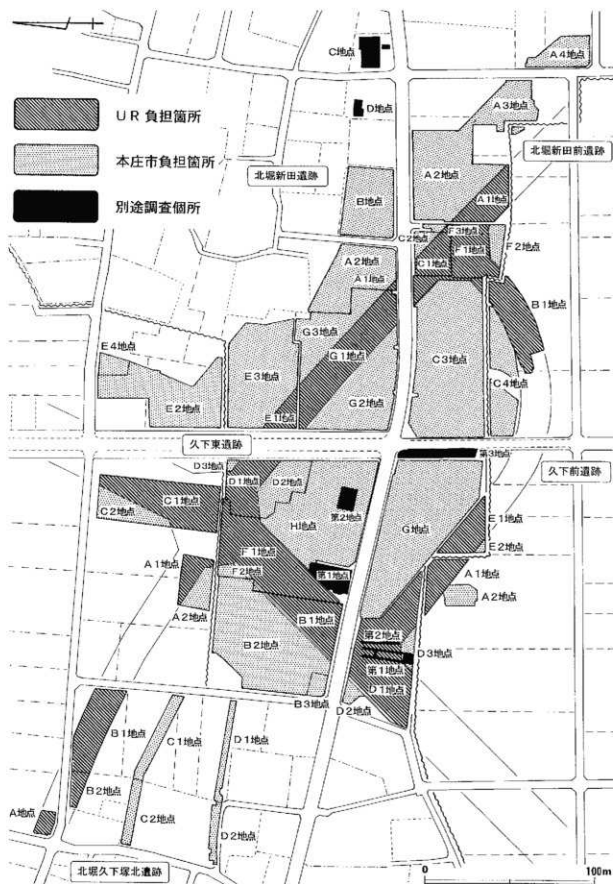 C地点
A4地点
UR負担箇所
D地点
A3地点
本庄市負担箇所
北堀新田前遺跡
北堀新田遺跡
A2地点
別途調査個所
B地点
A1地点
C2地点
F3地点
F2地点
A2地点
F1地点
C1地点
A1地点
B1地点
G3地点
E4地点
G1地点
E3地点
C3地点
C4地点
E2地点
G2地点
E1地点
久下東遺跡
第3地点
D3地点
久下前遺跡
D1地点
D2地点
C1地点
第2地点
C2地点
G地点
E1地点
H地点
F1地点
E2地点
A1地点
F2地点
第1地点
A1地点
A2地点
A2地点
B1地点
第2地点
B2地点
D3地点
第1地点
D1地点
B3地点
D2地点
B1地点
C1地点
D1地点
B2地点
A地点
C2地点
D2地点
北堀久下塚北遺跡
0
100m